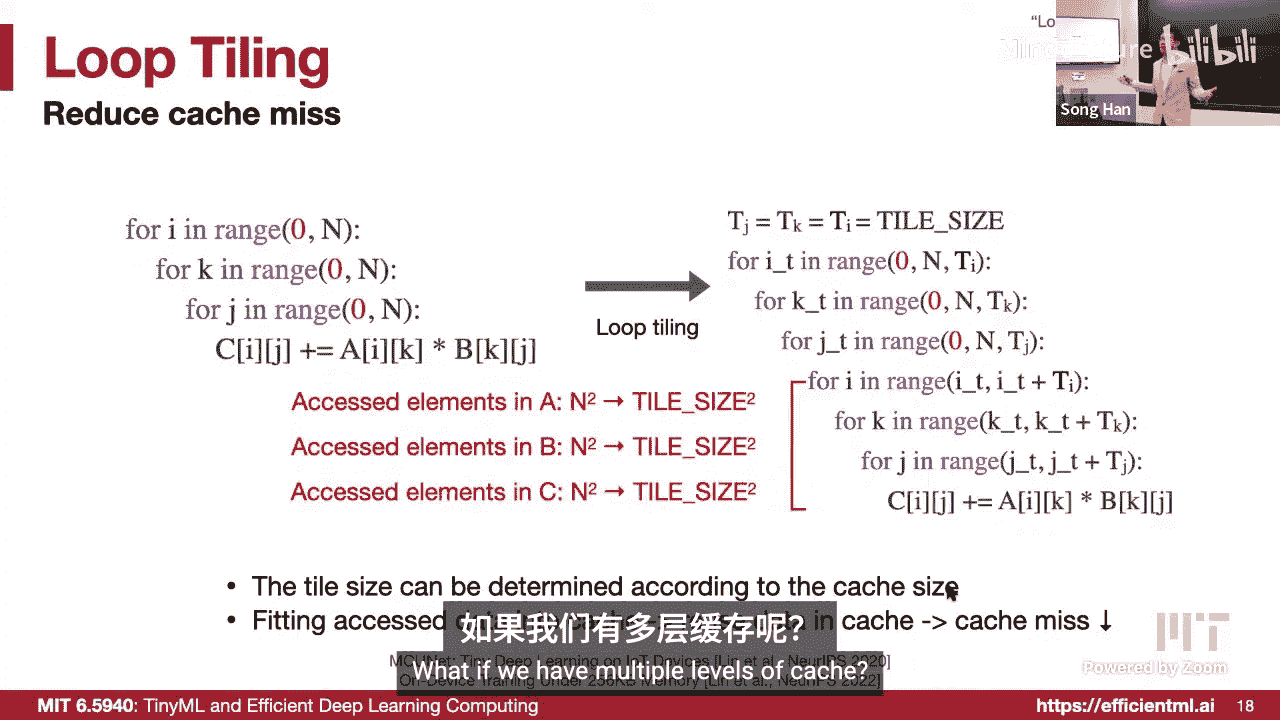 Loop Tiling
Reduce cache miss
"Lo
bilibili
Song Han
for i in range(0, N):
for k in range(0, N):
for j in range(0, N):
C[i][j] += A[i][k] * B[k][j]
Loop tiling
Accessed elements in A: N² → TILE_SIZE²
Accessed elements in B: N² → TILE_SIZE²
Accessed elements in C: N² → TILE_SIZE²
Tⱼ = Tₖ = Tᵢ = TILE_SIZE
for i_t in range(0, N, Tᵢ):
for k_t in range(0, N, Tₖ):
for j_t in range(0, N, Tⱼ):
for i in range(i_t, i_t + Tᵢ):
for k in range(k_t, k_t + Tₖ):
for j in range(j_t, j_t + Tⱼ):
C[i][j] += A[i][k] * B[k][j]
• The tile size can be determined according to the cache size
• Fitting accessed in cache -> cache miss ↓
如果我们有多层缓存呢?
What if we have multiple levels of cache?
MIT
Powered by Zoom
MIT 6.5940: TinyML and Efficient Deep Learning Computing
https://efficientml.ai
18